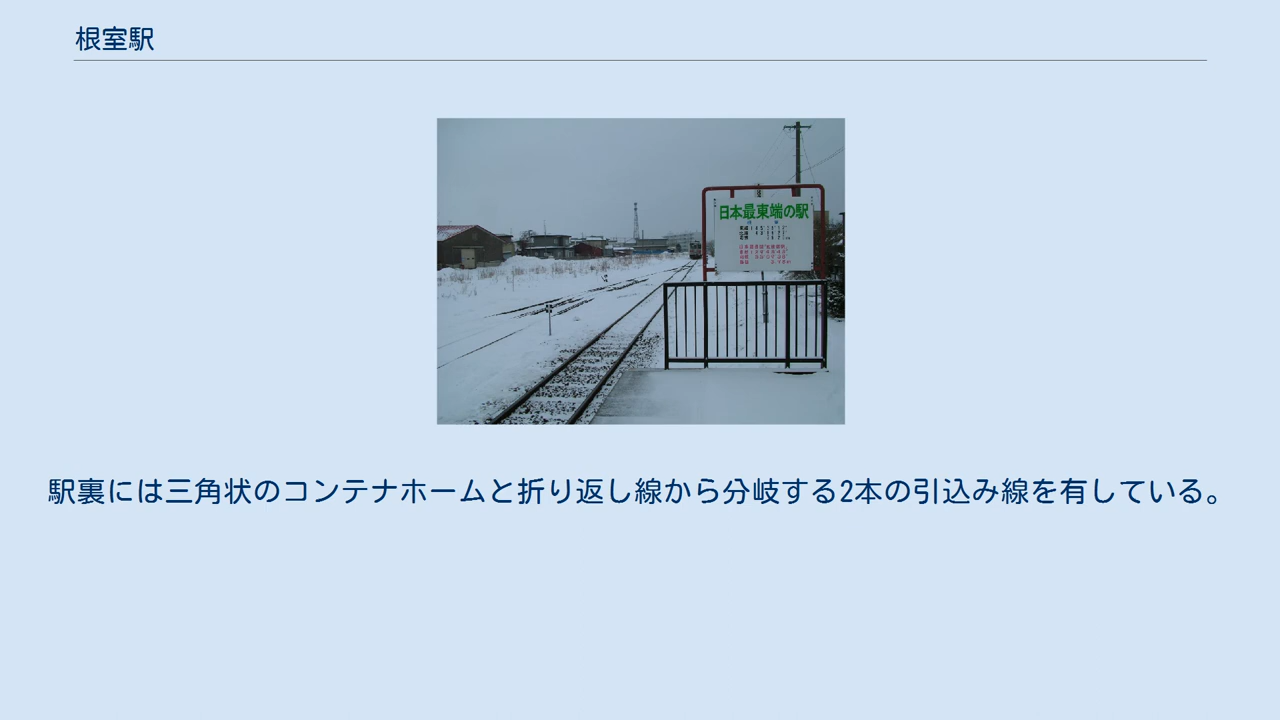 根室駅
日本最東端の駅
駅裏には三角状のコンテナホームと折り返し線から分岐する2本の引込み線を有している。